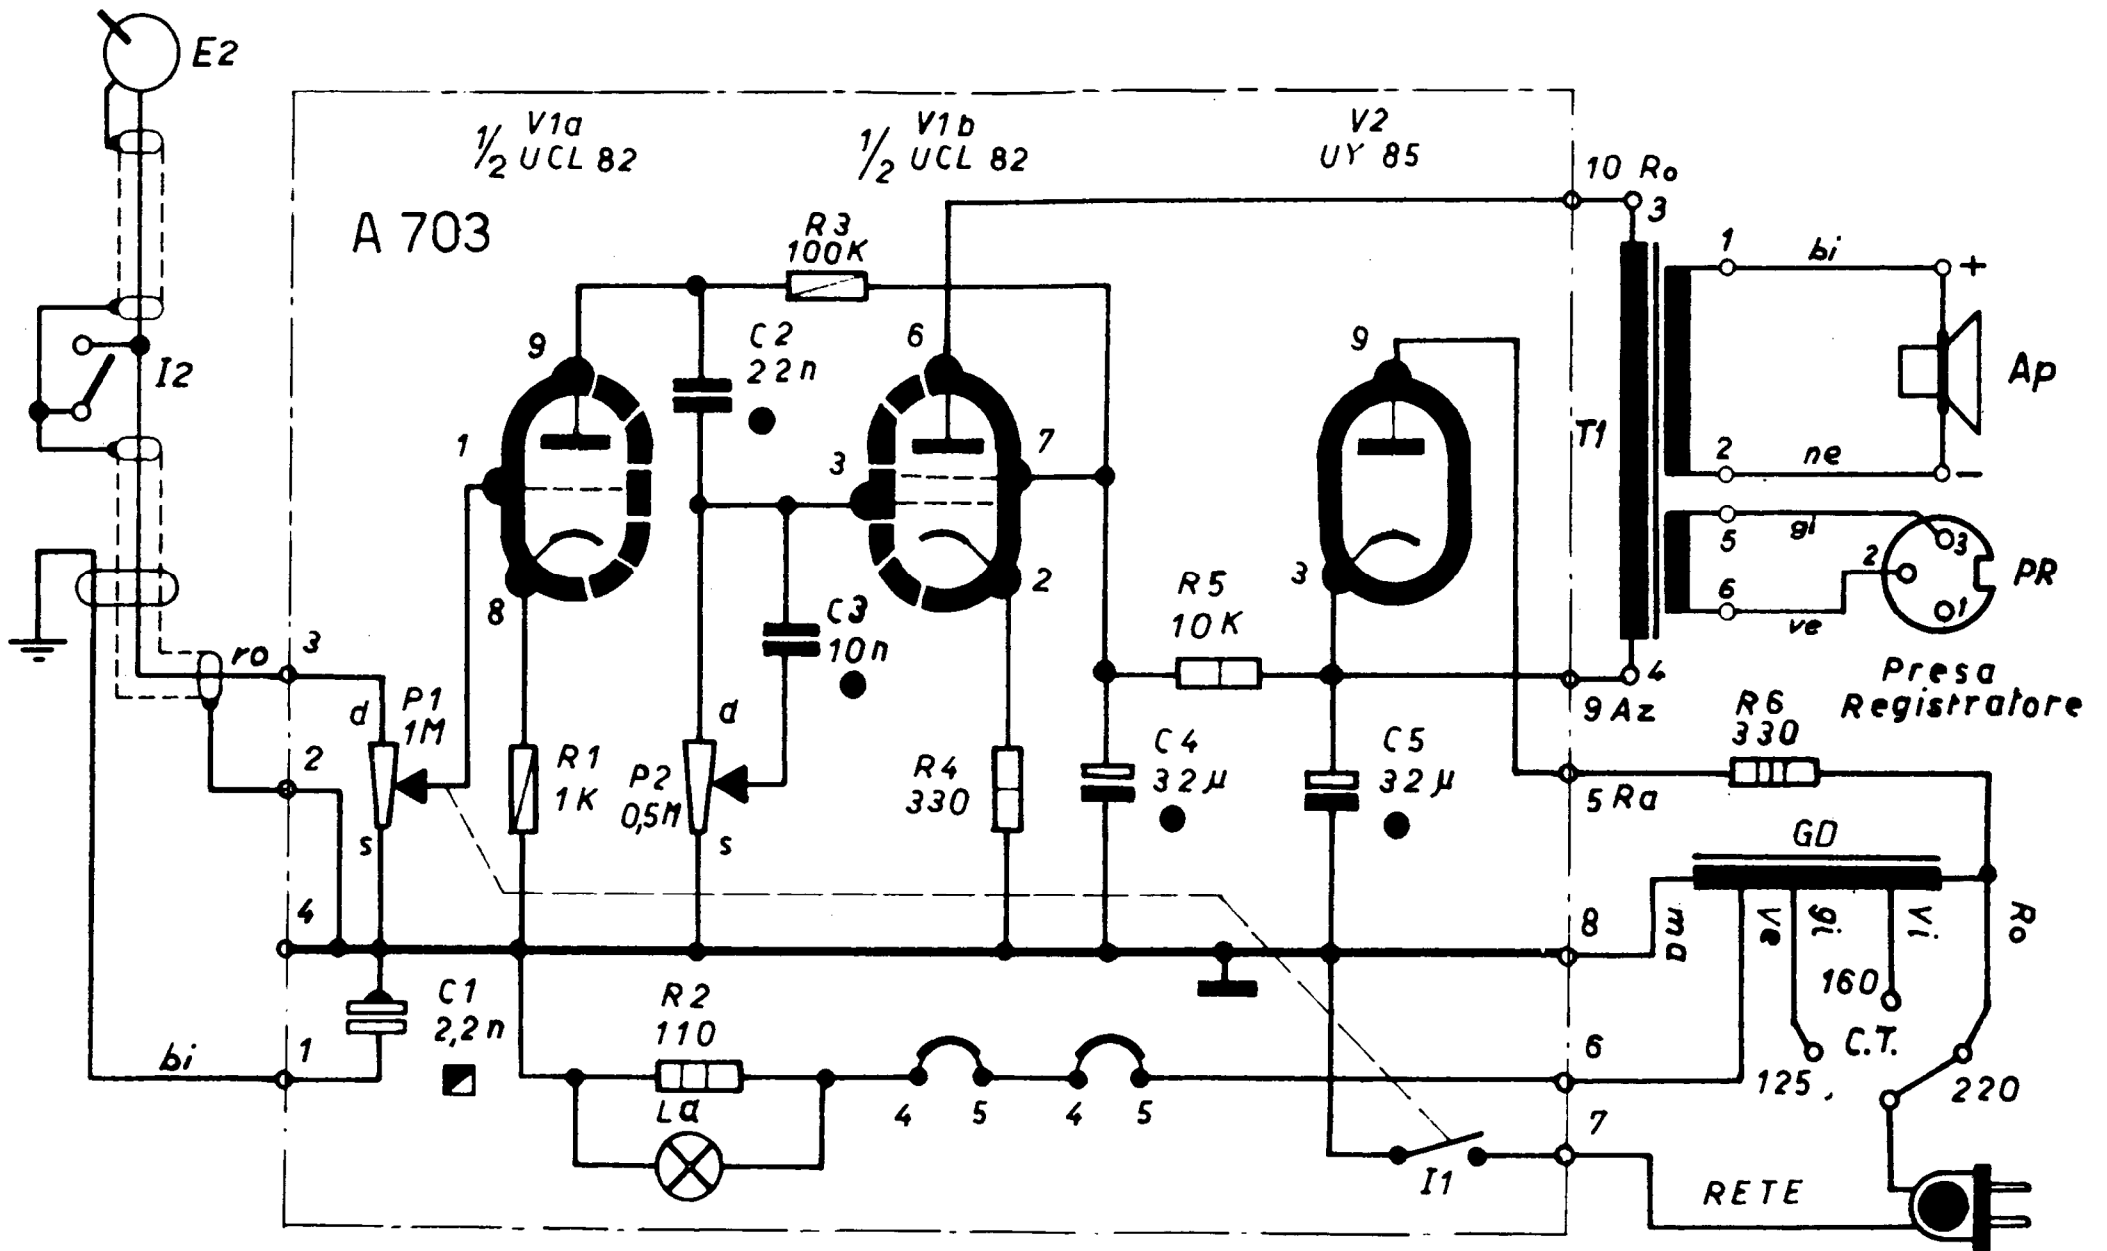 E2
V1a
½ UCL 82
V1b
½ UCL 82
V2
UY 85
A 703
10 Ro
3
R3
100K
1
bi
+
9
C2
22n
6
9
I2
Ap
T1
1
3
7
2
ne
–
5
gi
3
2
PR
1
6
ve
8
2
3
R5
10K
C3
10n
ro
3
4
Presa
Registratore
9 Az
d
P1
1M
d
R6
330
2
R1
1K
P2
0,5M
R4
330
C4
32µ
C5
32µ
5 Ra
s
s
GD
4
8
ma
Ve
gi
Vi
Ro
C1
2,2n
R2
110
160
C.T.
bi
1
6
125,
220
La
4
5
4
5
7
I1
RETE